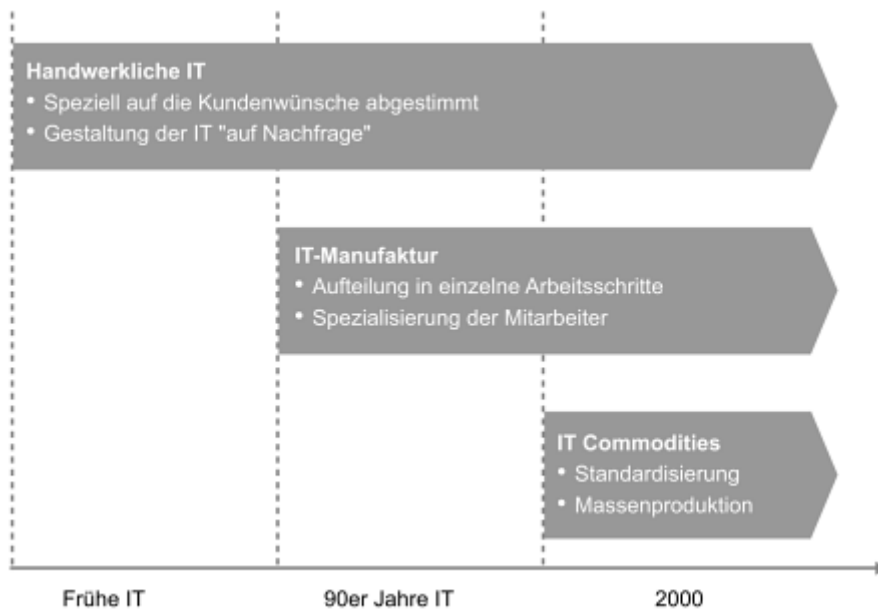 Handwerkliche IT
• Speziell auf die Kundenwünsche abgestimmt
• Gestaltung der IT "auf Nachfrage"
IT-Manufaktur
• Aufteilung in einzelne Arbeitsschritte
• Spezialisierung der Mitarbeiter
IT Commodities
• Standardisierung
• Massenproduktion
Frühe IT 90er Jahre IT 2000